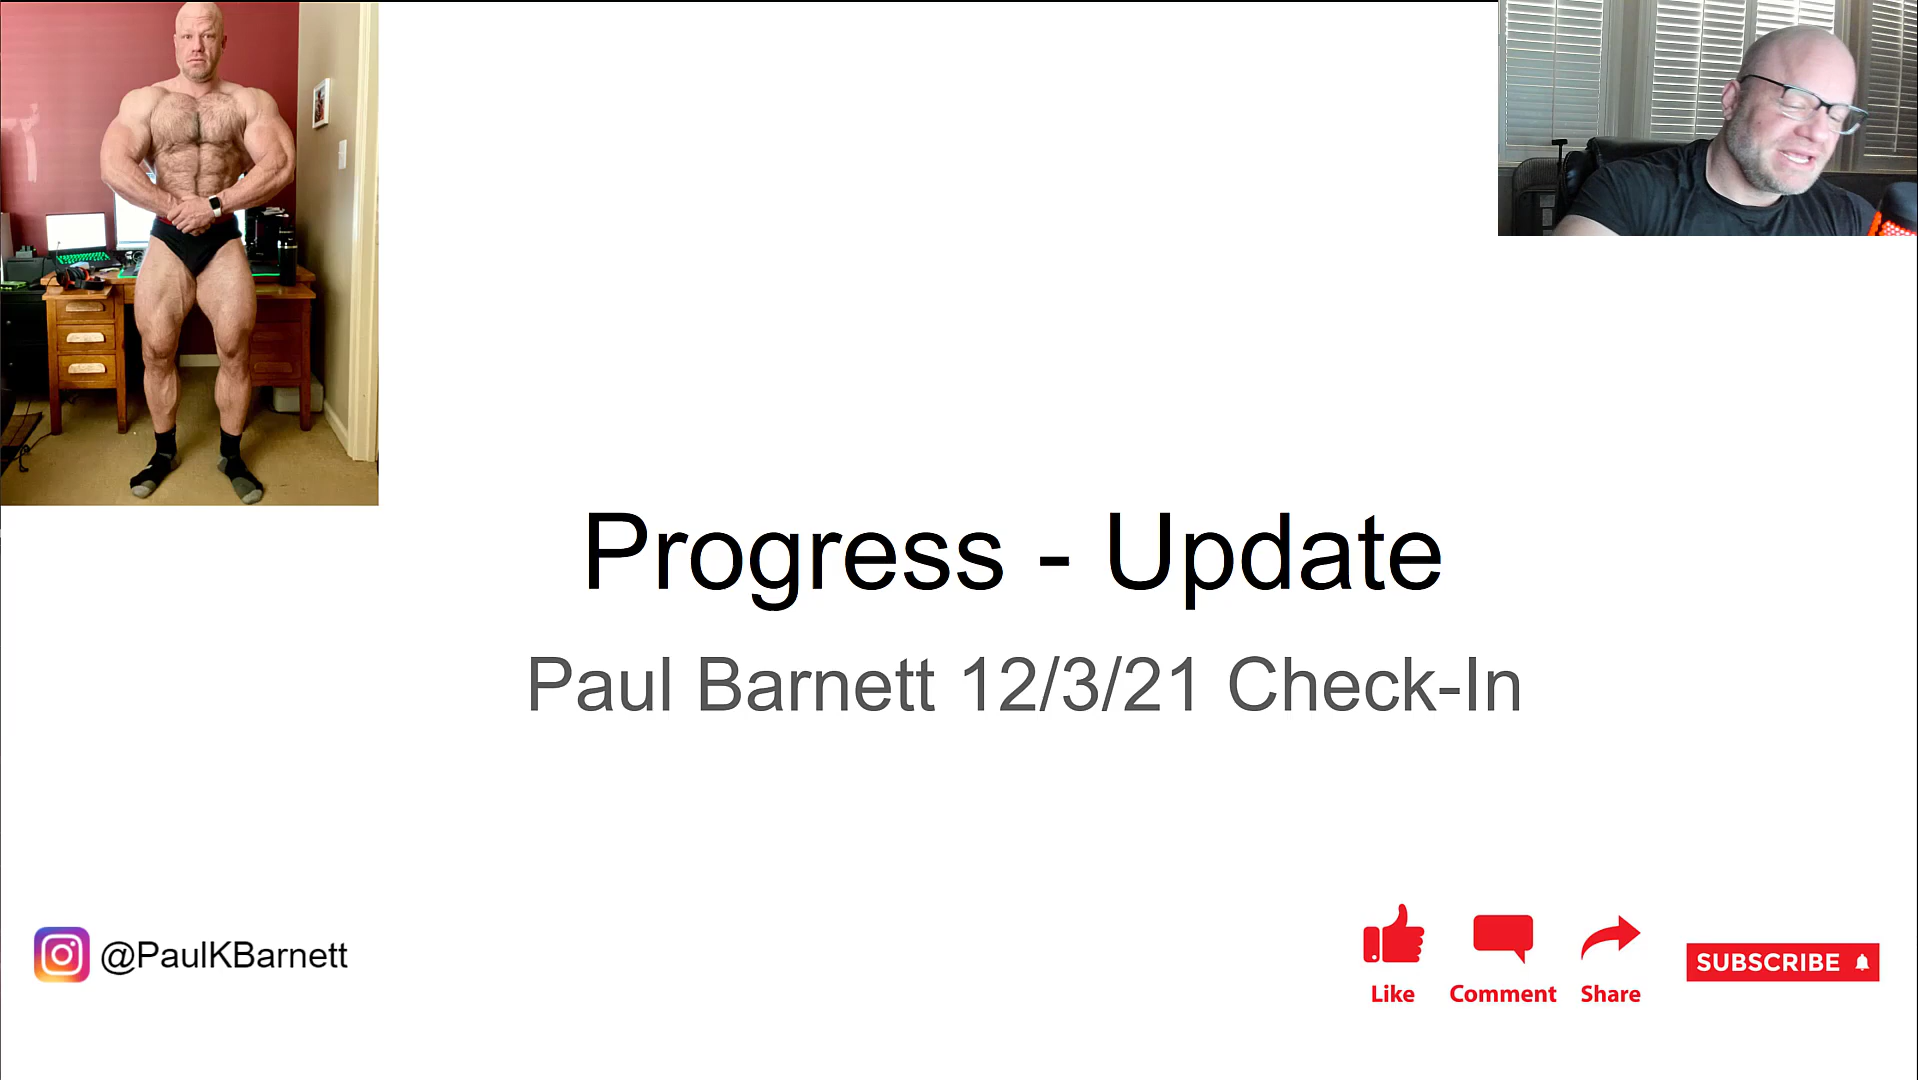 Progress - Update
Paul Barnett 12/3/21 Check-In
@PaulKBarnett
Like Comment Share
SUBSCRIBE